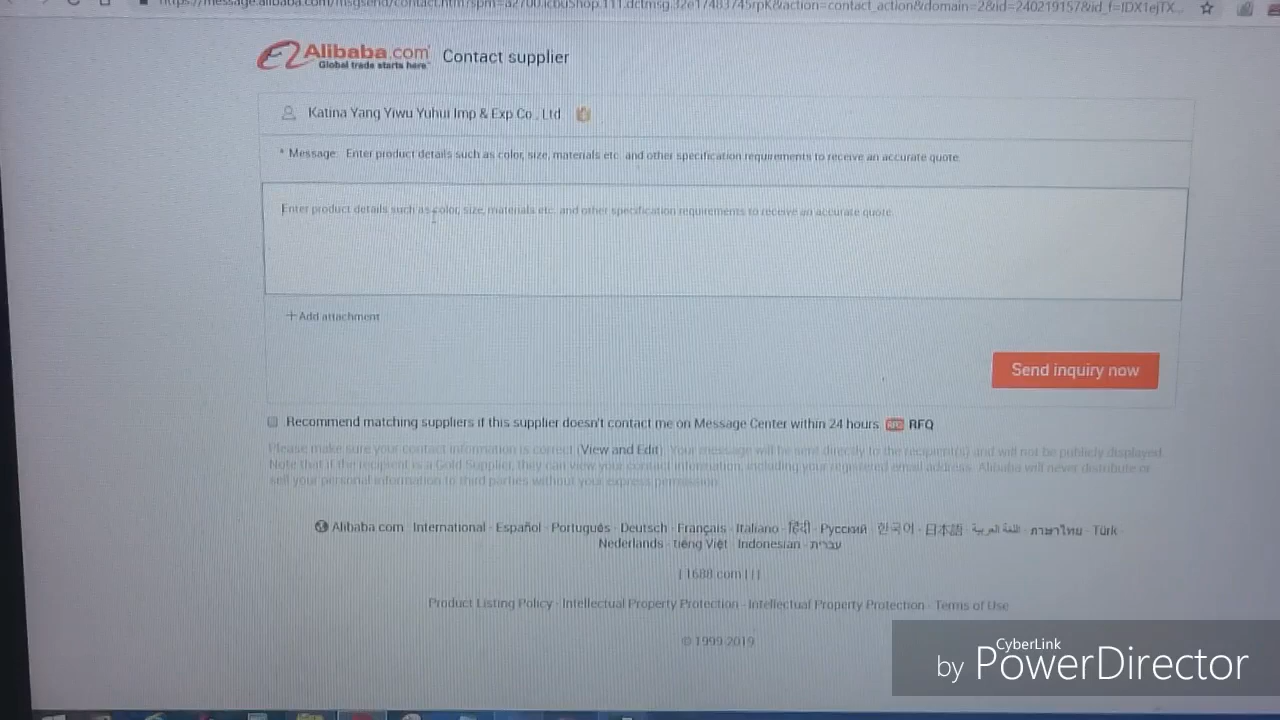 Alibaba.com Contact supplier
Global trade starts here
Katina Yang Yiwu Yuhui Imp & Exp Co., Ltd
* Message: Enter product details such as color, size, materials etc. and other specification requirements to receive an accurate quote.
Enter product details such as color, size, materials etc. and other specification requirements to receive an accurate quote.
+Add attachment
Send inquiry now
Recommend matching suppliers if this supplier doesn't contact me on Message Center within 24 hours. RFQ RFQ
Please make sure your contact information is correct (View and Edit). Your message will be sent directly to the recipient(s) and will not be publicly displayed.
Note that if the recipient is a Gold Supplier, they can view your contact information, including your registered email address. Alibaba will never distribute or
sell your personal information to third parties without your express permission.
Alibaba.com International - Español - Português - Deutsch - Français - Italiano - हिंदी - Русский - 한국어 - 日本語 - اللغة العربية - ภาษาไทย - Türk -
Nederlands - tiếng Việt - Indonesian - עברית
| 1688.com | | |
Product Listing Policy - Intellectual Property Protection - Intellectual Property Protection - Terms of Use
© 1999-2019
CyberLink
by PowerDirector